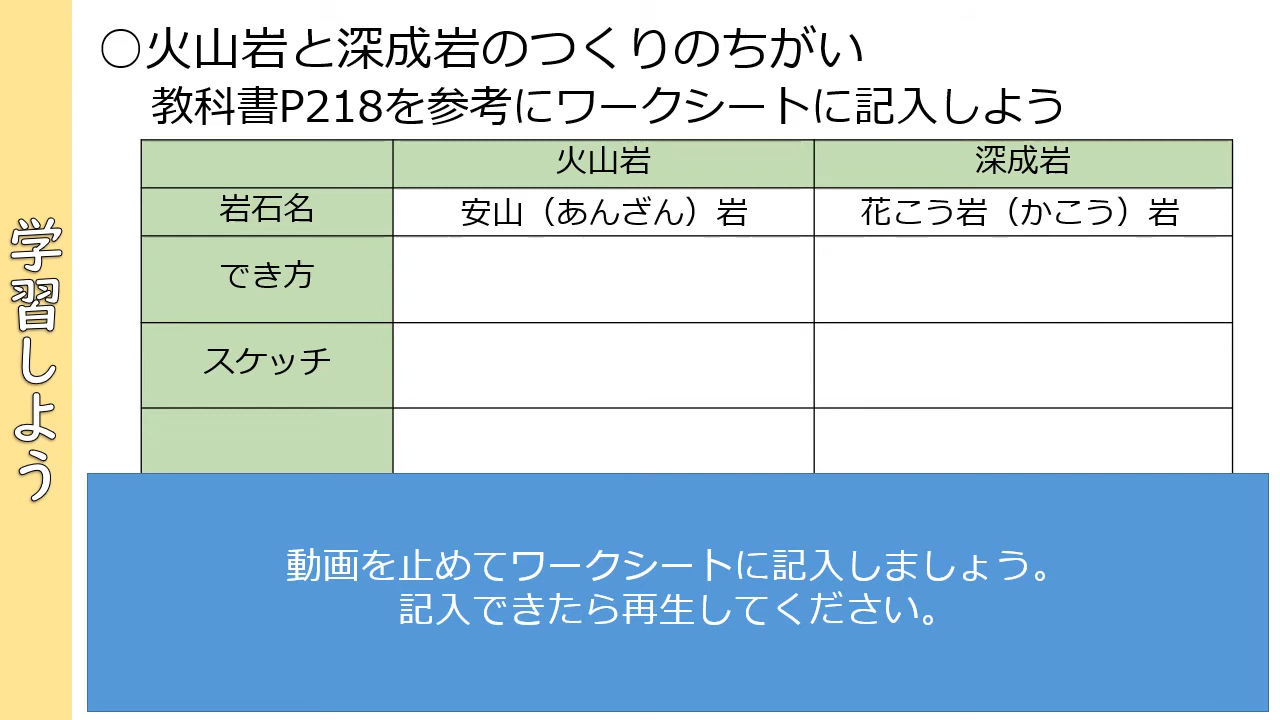 ○火山岩と深成岩のつくりのちがい
教科書P218を参考にワークシートに記入しよう
火山岩 深成岩
岩石名 安山（あんざん）岩 花こう岩（かこう）岩
でき方
スケッチ
動画を止めてワークシートに記入しましょう。
記入できたら再生してください。
学習しよう